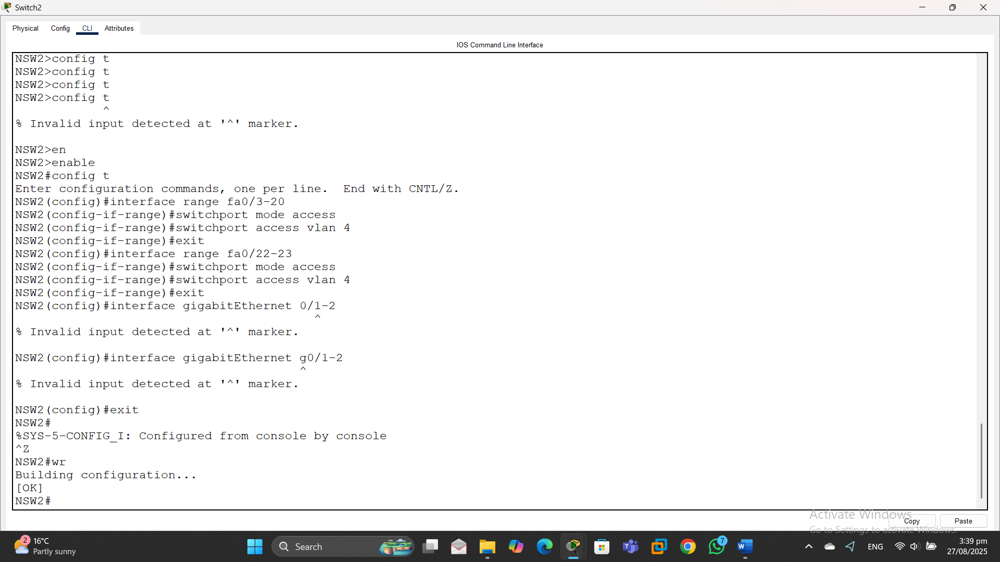 Switch2
Physical Config CLI Attributes
IOS Command Line Interface
NSW2>config t
NSW2>config t
NSW2>config t
NSW2>config t
^
% Invalid input detected at '^' marker.
NSW2>en
NSW2>enable
NSW2#config t
Enter configuration commands, one per line.  End with CNTL/Z.
NSW2(config)#interface range fa0/3-20
NSW2(config-if-range)#switchport mode access
NSW2(config-if-range)#switchport access vlan 4
NSW2(config-if-range)#exit
NSW2(config)#interface range fa0/22-23
NSW2(config-if-range)#switchport mode access
NSW2(config-if-range)#switchport access vlan 4
NSW2(config-if-range)#exit
NSW2(config)#interface gigabitEthernet 0/1-2
^
% Invalid input detected at '^' marker.
NSW2(config)#interface gigabitEthernet g0/1-2
^
% Invalid input detected at '^' marker.
NSW2(config)#exit
NSW2#
%SYS-5-CONFIG_I: Configured from console by console
^Z
NSW2#wr
Building configuration...
[OK]
NSW2#
Activate Windows
Go to Settings to activate Windows.
Copy Paste
2
16°C
Partly sunny
Search
7
ENG
3:39 pm
27/08/2025